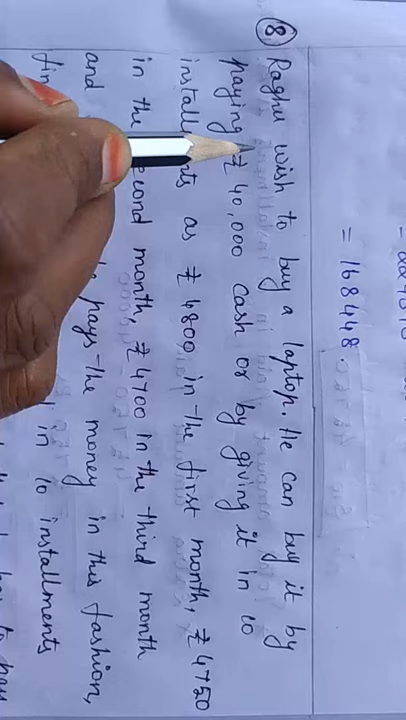 = 168448.
8 Raghu wish to buy a laptop. He can buy it by
paying ₹ 40,000 cash or by giving it in 10
as ₹ 4800 in the first month, ₹ 4750
in the month, ₹ 4700 in the third month
and pays the money in this fashion,
in 10 installments